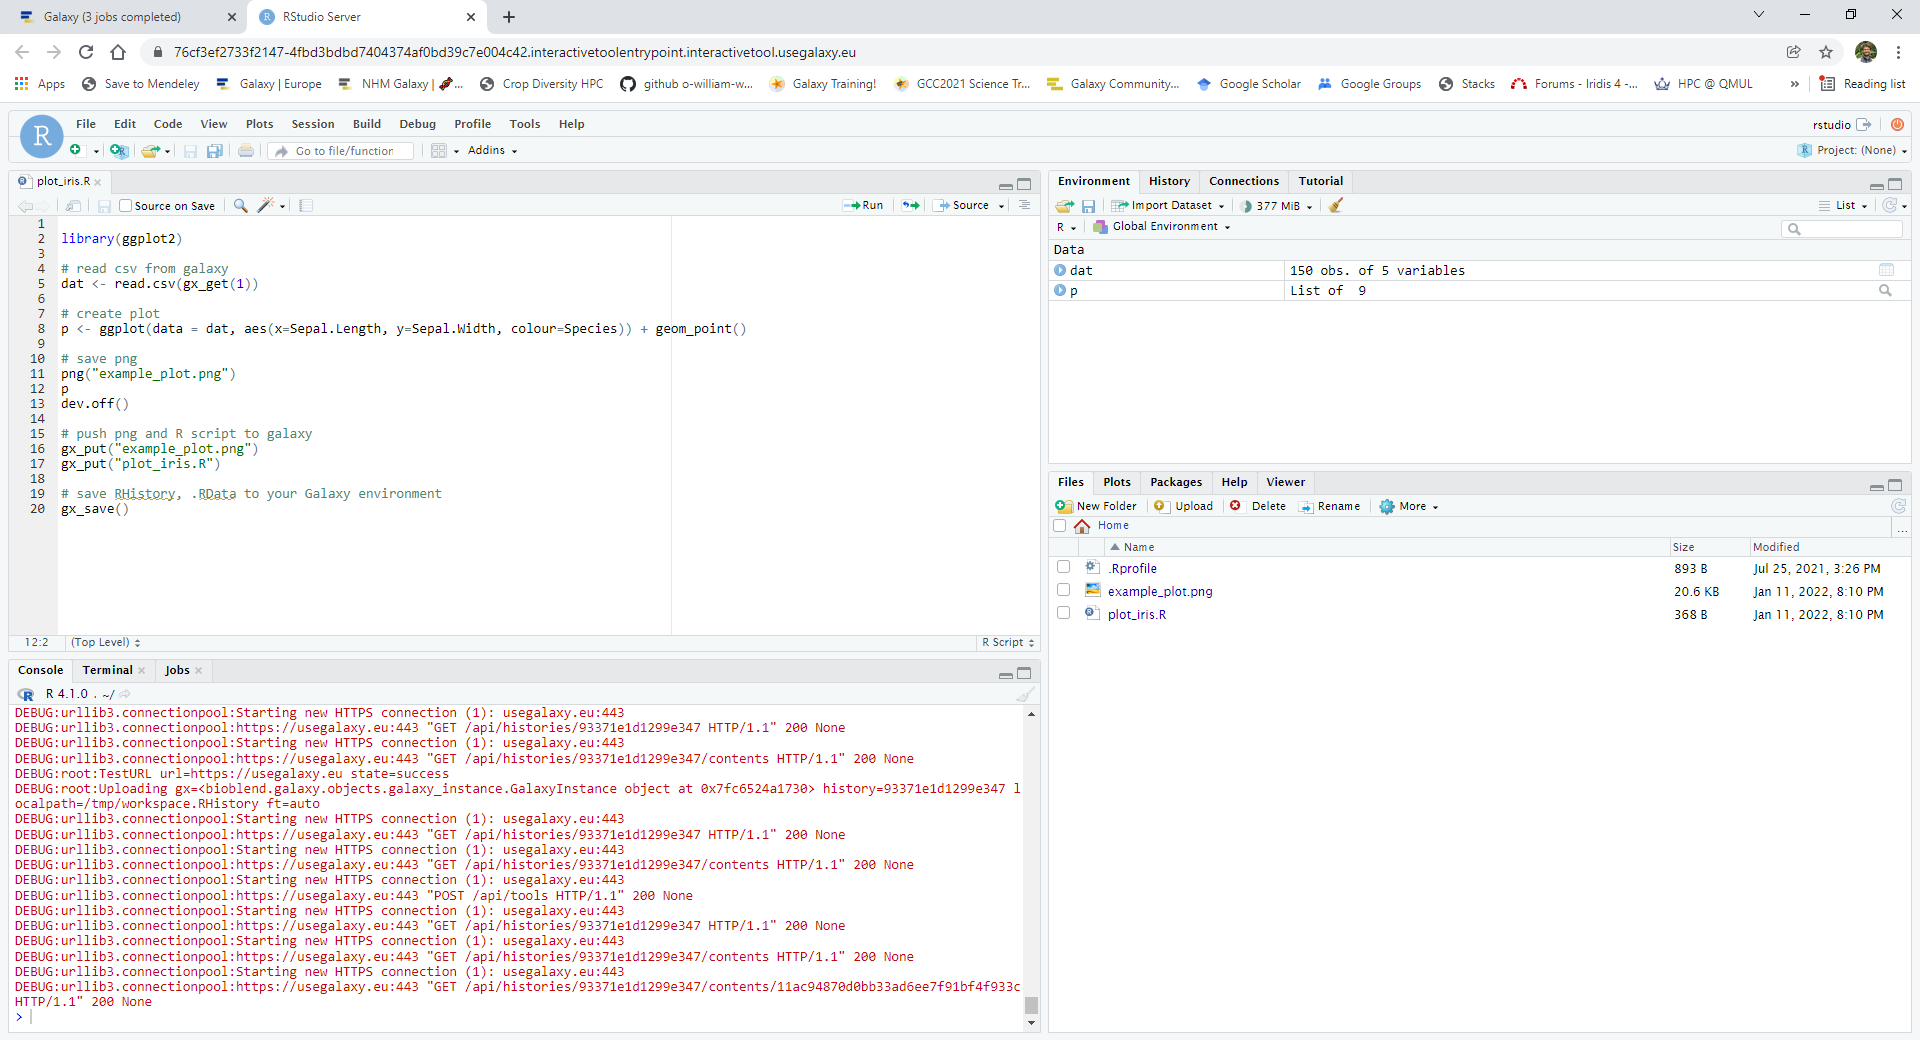 Galaxy (3 jobs completed)
RStudio Server
76cf3ef2733f2147-4fbd3bdbd7404374af0bd39c7e004c42.interactivetoolentrypoint.interactivetool.usegalaxy.eu
Apps Save to Mendeley Galaxy | Europe NHM Galaxy | ... Crop Diversity HPC github o-william-w... Galaxy Training! GCC2021 Science Tr... Galaxy Community... Google Scholar Google Groups Stacks Forums - Iridis 4 -... HPC @ QMUL » Reading list
R File Edit Code View Plots Session Build Debug Profile Tools Help rstudio
Go to file/function Addins Project: (None)
plot_iris.R
Source on Save Run Source
1
2 library(ggplot2)
3
4 # read csv from galaxy
5 dat <- read.csv(gx_get(1))
6
7 # create plot
8 p <- ggplot(data = dat, aes(x=Sepal.Length, y=Sepal.Width, colour=Species)) + geom_point()
9
10 # save png
11 png("example_plot.png")
12 p
13 dev.off()
14
15 # push png and R script to galaxy
16 gx_put("example_plot.png")
17 gx_put("plot_iris.R")
18
19 # save RHistory, .RData to your Galaxy environment
20 gx_save()
12:2 (Top Level) R Script
Console Terminal Jobs
R 4.1.0 . ~/
DEBUG:urllib3.connectionpool:Starting new HTTPS connection (1): usegalaxy.eu:443
DEBUG:urllib3.connectionpool:https://usegalaxy.eu:443 "GET /api/histories/93371e1d1299e347 HTTP/1.1" 200 None
DEBUG:urllib3.connectionpool:Starting new HTTPS connection (1): usegalaxy.eu:443
DEBUG:urllib3.connectionpool:https://usegalaxy.eu:443 "GET /api/histories/93371e1d1299e347/contents HTTP/1.1" 200 None
DEBUG:root:TestURL url=https://usegalaxy.eu state=success
DEBUG:root:Uploading gx=<bioblend.galaxy.objects.galaxy_instance.GalaxyInstance object at 0x7fc6524a1730> history=93371e1d1299e347 l
ocalpath=/tmp/workspace.RHistory ft=auto
DEBUG:urllib3.connectionpool:Starting new HTTPS connection (1): usegalaxy.eu:443
DEBUG:urllib3.connectionpool:https://usegalaxy.eu:443 "GET /api/histories/93371e1d1299e347 HTTP/1.1" 200 None
DEBUG:urllib3.connectionpool:Starting new HTTPS connection (1): usegalaxy.eu:443
DEBUG:urllib3.connectionpool:https://usegalaxy.eu:443 "GET /api/histories/93371e1d1299e347/contents HTTP/1.1" 200 None
DEBUG:urllib3.connectionpool:Starting new HTTPS connection (1): usegalaxy.eu:443
DEBUG:urllib3.connectionpool:https://usegalaxy.eu:443 "POST /api/tools HTTP/1.1" 200 None
DEBUG:urllib3.connectionpool:Starting new HTTPS connection (1): usegalaxy.eu:443
DEBUG:urllib3.connectionpool:https://usegalaxy.eu:443 "GET /api/histories/93371e1d1299e347 HTTP/1.1" 200 None
DEBUG:urllib3.connectionpool:Starting new HTTPS connection (1): usegalaxy.eu:443
DEBUG:urllib3.connectionpool:https://usegalaxy.eu:443 "GET /api/histories/93371e1d1299e347/contents HTTP/1.1" 200 None
DEBUG:urllib3.connectionpool:Starting new HTTPS connection (1): usegalaxy.eu:443
DEBUG:urllib3.connectionpool:https://usegalaxy.eu:443 "GET /api/histories/93371e1d1299e347/contents/11ac94870d0bb33ad6ee7f91bf4f933c
HTTP/1.1" 200 None
>
Environment History Connections Tutorial
Import Dataset 377 MiB List
R Global Environment
Data
dat 150 obs. of 5 variables
p List of 9
Files Plots Packages Help Viewer
New Folder Upload Delete Rename More
Home ...
Name Size Modified
.Rprofile 893 B Jul 25, 2021, 3:26 PM
example_plot.png 20.6 KB Jan 11, 2022, 8:10 PM
plot_iris.R 368 B Jan 11, 2022, 8:10 PM